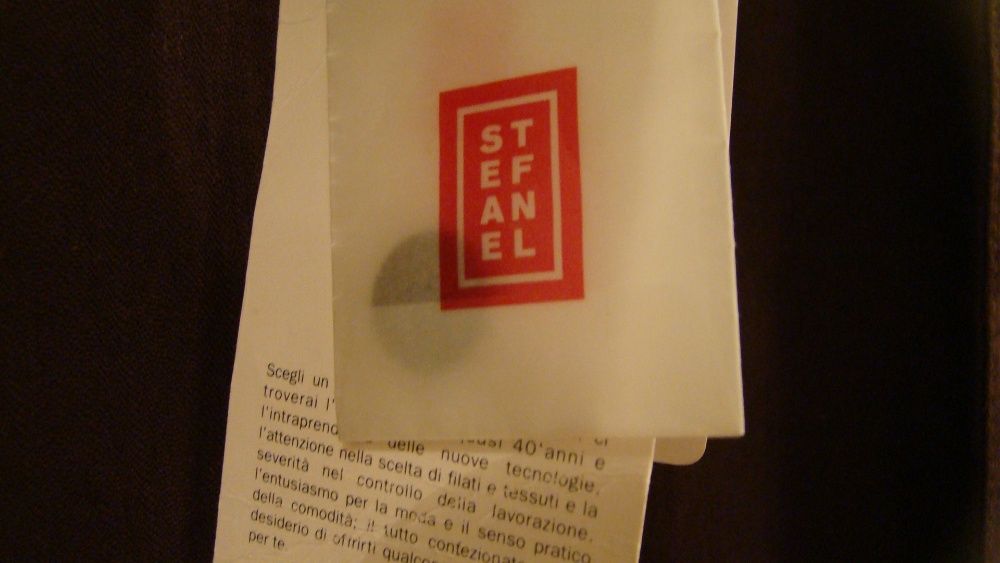 ST
EF
AN
EL
Scegli un
troverai l'
l'intrapren 40'anni e
delle nuove tecnologie,
l'attenzione nella scelta di filati e tessuti e la
severità nel controllo della lavorazione,
l'entusiasmo per la moda e il senso pratico
della comodità; il tutto confezionato
desiderio di offrirti qualco
per te